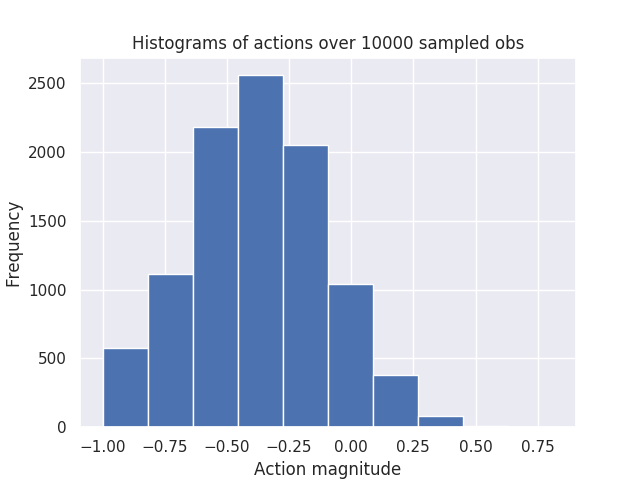 Histograms of actions over 10000 sampled obs
2500
2000
1500
1000
500
0
Frequency
−1.00 −0.75 −0.50 −0.25 0.00 0.25 0.50 0.75
Action magnitude